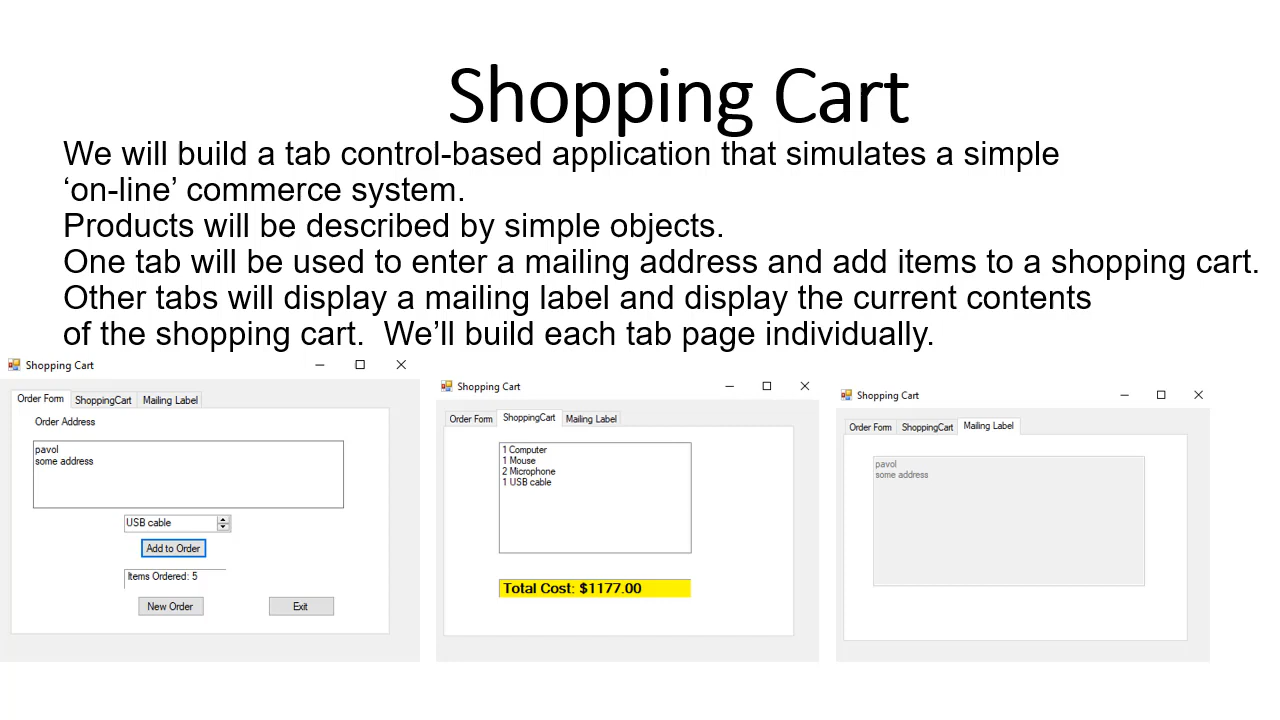 Shopping Cart
We will build a tab control-based application that simulates a simple
‘on-line’ commerce system.
Products will be described by simple objects.
One tab will be used to enter a mailing address and add items to a shopping cart.
Other tabs will display a mailing label and display the current contents
of the shopping cart.  We’ll build each tab page individually.
Shopping Cart
Order Form ShoppingCart Mailing Label
Order Address
pavol
some address
USB cable
Add to Order
Items Ordered: 5
New Order Exit
Shopping Cart
Order Form ShoppingCart Mailing Label
1 Computer
1 Mouse
2 Microphone
1 USB cable
Total Cost: $1177.00
Shopping Cart
Order Form ShoppingCart Mailing Label
pavol
some address